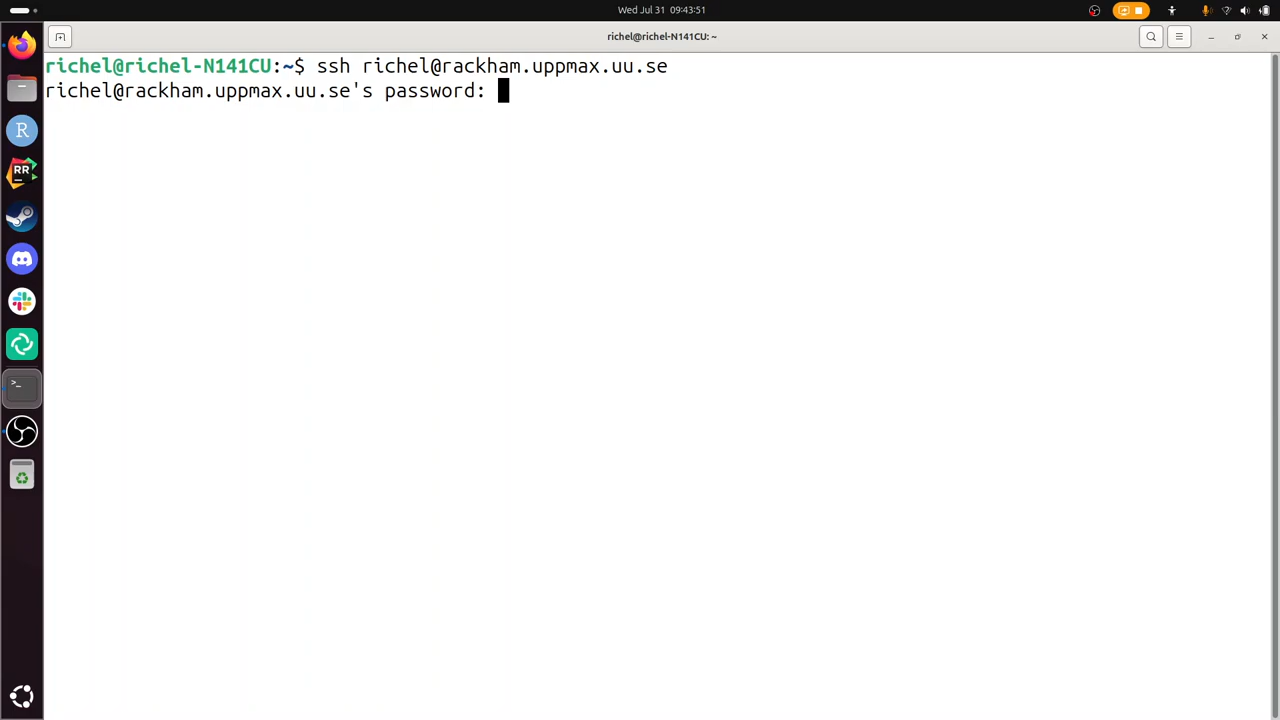 Wed Jul 31 09:43:51
richel@richel-N141CU: ~
richel@richel-N141CU:~$ ssh richel@rackham.uppmax.uu.se
richel@rackham.uppmax.uu.se's password:
R
RR
>_